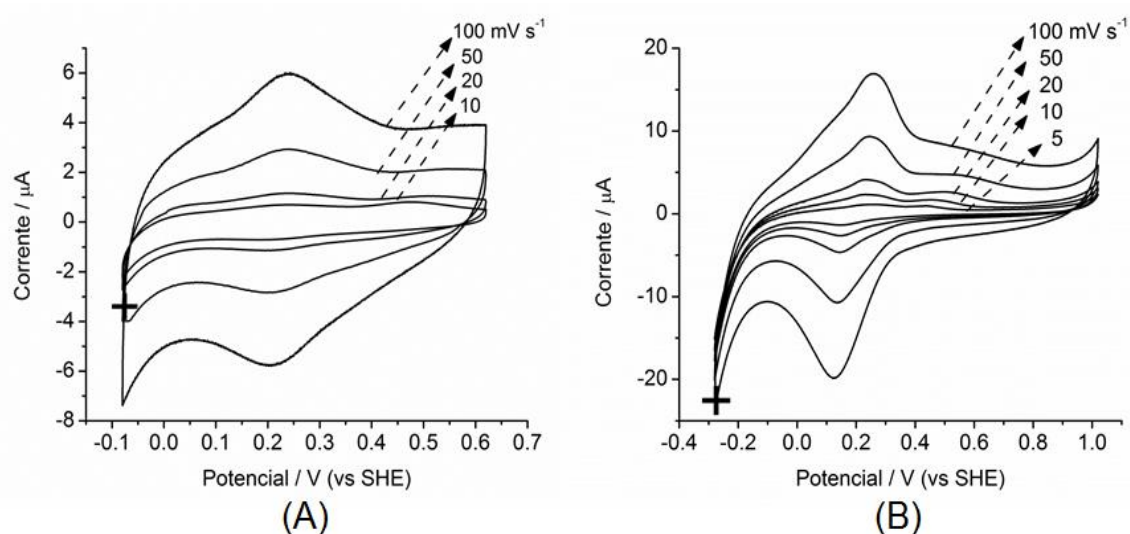 100 mV s⁻¹
50
20
10
6
4
2
0
-2
-4
-6
-8
Corrente / µA
-0.1 0.0 0.1 0.2 0.3 0.4 0.5 0.6 0.7
Potencial / V (vs SHE)
(A)
100 mV s⁻¹
50
20
10
5
20
10
0
-10
-20
Corrente / µA
-0.4 -0.2 0.0 0.2 0.4 0.6 0.8 1.0
Potencial / V (vs SHE)
(B)